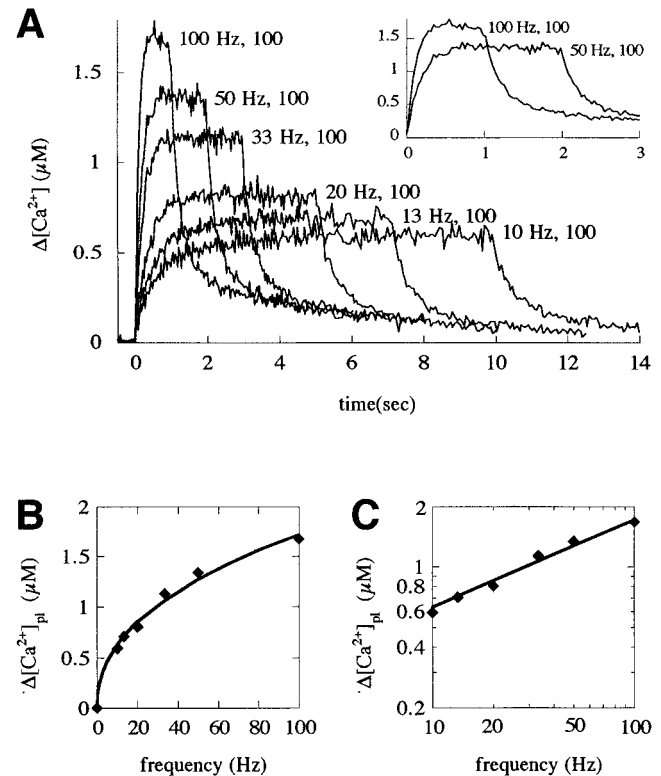 A
Δ[Ca²⁺] (μM)
1.5
1
0.5
0
100 Hz, 100
50 Hz, 100
33 Hz, 100
20 Hz, 100
13 Hz, 100
10 Hz, 100
0 2 4 6 8 10 12 14
time(sec)
1.5
1
0.5
0
100 Hz, 100
50 Hz, 100
0 1 2 3
B
Δ[Ca²⁺]pl (μM)
2
1.5
1
0.5
0
0 20 40 60 80 100
frequency (Hz)
C
Δ[Ca²⁺]pl (μM)
2
1
0.8
0.6
0.4
0.2
10 20 50 100
frequency (Hz)